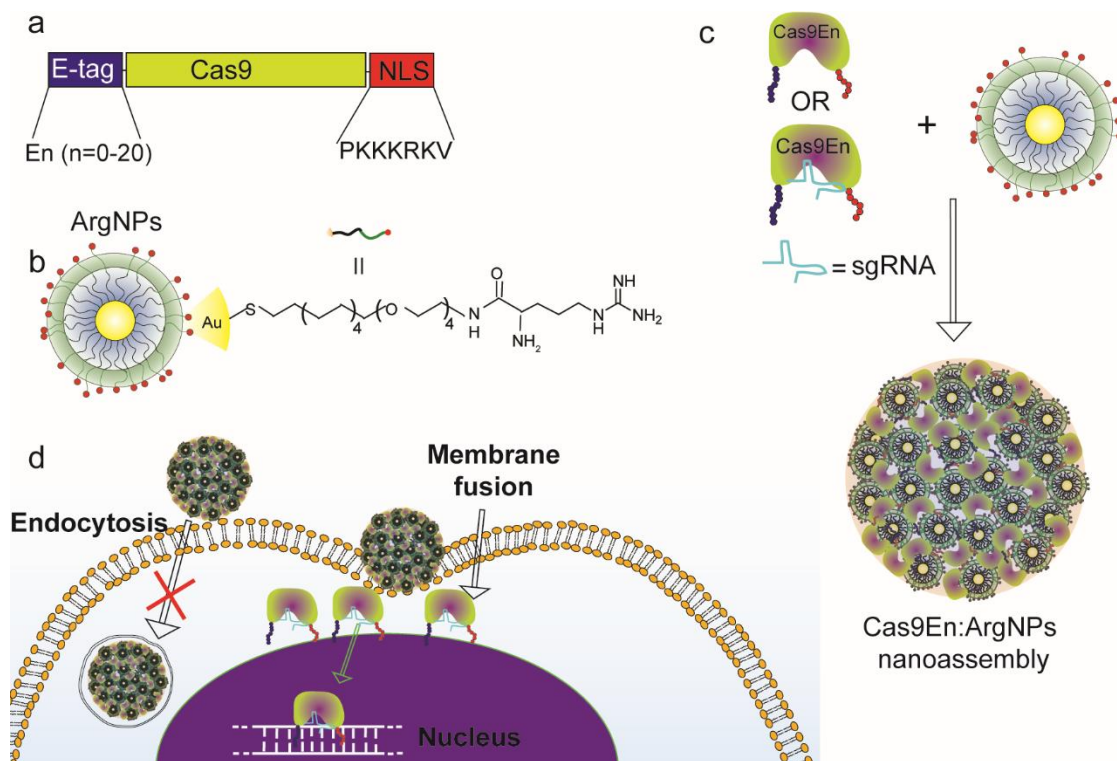 a
E-tag Cas9 NLS
En (n=0-20) PKKKRKV
ArgNPs
b
Au S 4 O 4 N H O NH2 N H NH NH2
c
Cas9En
OR
Cas9En
+
= sgRNA
Cas9En:ArgNPs
nanoassembly
d
Endocytosis
Membrane
fusion
Nucleus